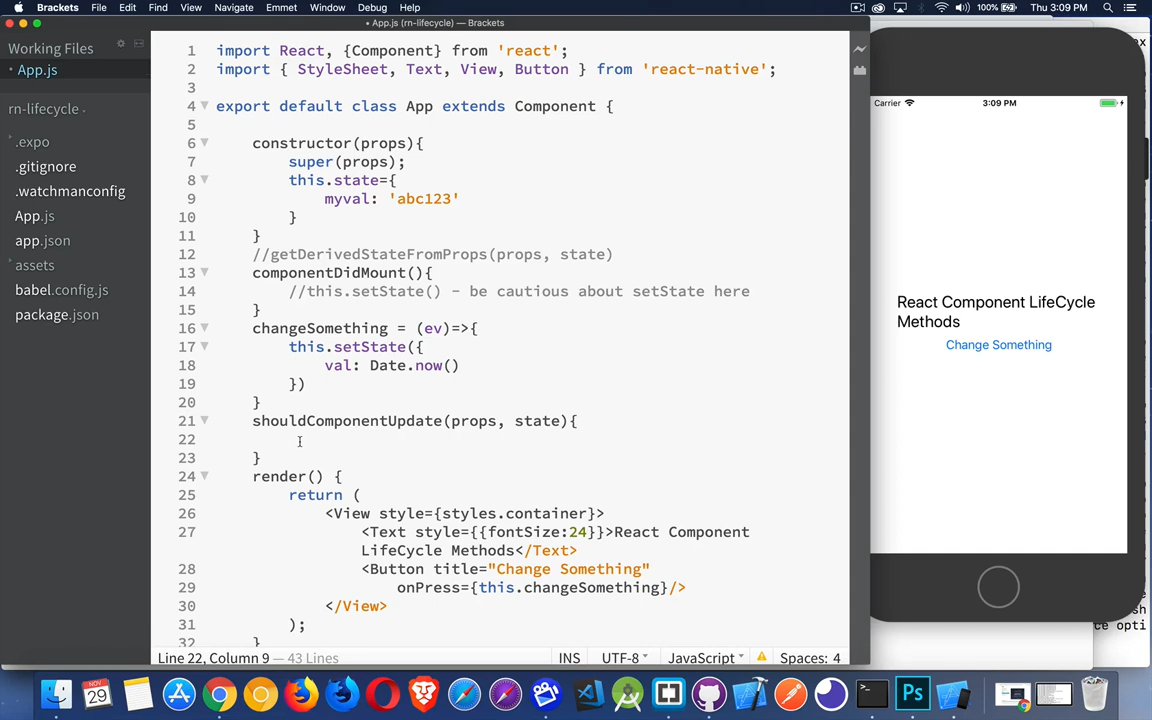 Brackets File Edit Find View Navigate Emmet Window Debug Help 100% Thu 3:09 PM
• App.js (rn-lifecycle) — Brackets
Working Files
• App.js
rn-lifecycle
.expo
.gitignore
.watchmanconfig
App.js
app.json
assets
babel.config.js
package.json
1 import React, {Component} from 'react';
2 import { StyleSheet, Text, View, Button } from 'react-native';
3
4 export default class App extends Component {
5
6 constructor(props){
7 super(props);
8 this.state={
9 myval: 'abc123'
10 }
11 }
12 //getDerivedStateFromProps(props, state)
13 componentDidMount(){
14 //this.setState() - be cautious about setState here
15 }
16 changeSomething = (ev)=>{
17 this.setState({
18 val: Date.now()
19 })
20 }
21 shouldComponentUpdate(props, state){
22
23 }
24 render() {
25 return (
26 <View style={styles.container}>
27 <Text style={{fontSize:24}}>React Component
LifeCycle Methods</Text>
28 <Button title="Change Something"
29 onPress={this.changeSomething}/>
30 </View>
31 );
32 }
Line 22, Column 9 — 43 Lines
INS UTF-8 JavaScript Spaces: 4
Carrier 3:09 PM
React Component LifeCycle
Methods
Change Something
sh
ce opti
NOV
29
Ps